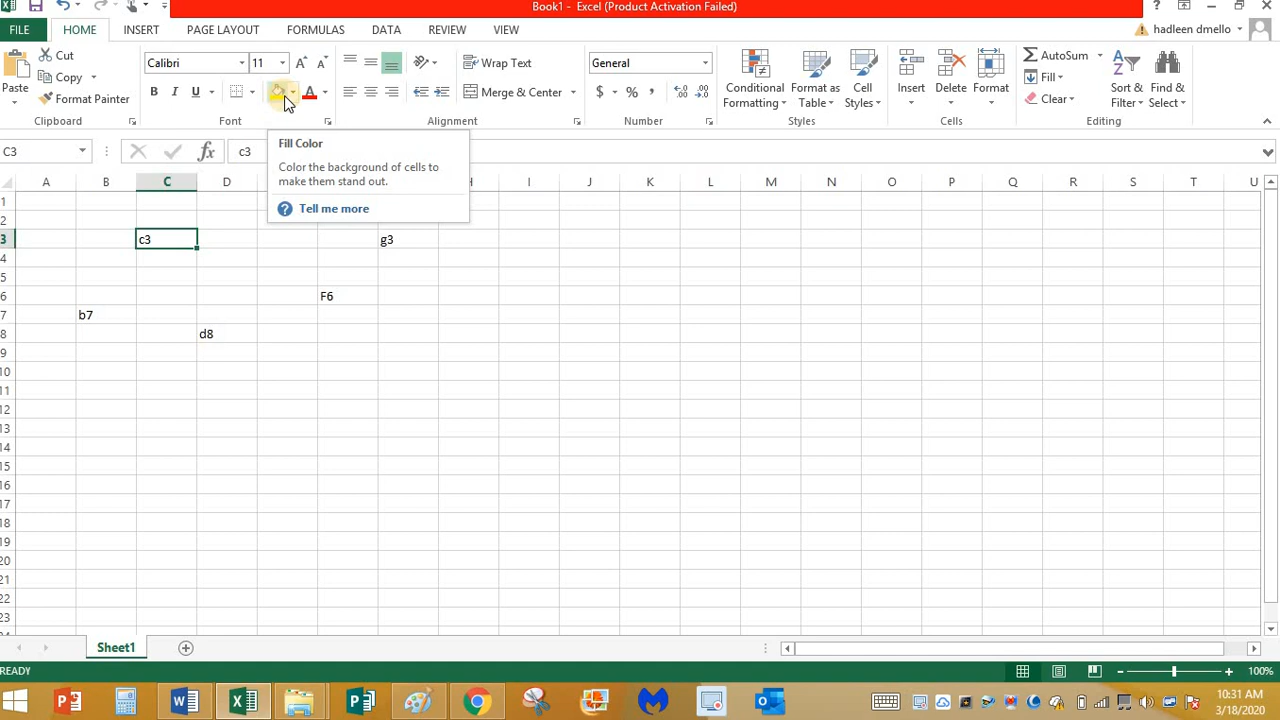 Book1 - Excel (Product Activation Failed)
FILE HOME INSERT PAGE LAYOUT FORMULAS DATA REVIEW VIEW hadleen dmello
Cut Calibri 11 Wrap Text General AutoSum
Copy Fill
Paste Format Painter B I U A Merge & Center $ % , Conditional Formatting Format as Table Cell Styles Insert Delete Format Clear Sort & Filter Find & Select
Clipboard Font Alignment Number Styles Cells Editing
C3 fx c3
Fill Color
Color the background of cells to
make them stand out.
Tell me more
A B C D I J K L M N O P Q R S T U
1
2
3 c3 g3
4
5
6 F6
7 b7
8 d8
9
10
11
12
13
14
15
16
17
18
19
20
21
22
23
Sheet1
READY 100%
10:31 AM
3/18/2020